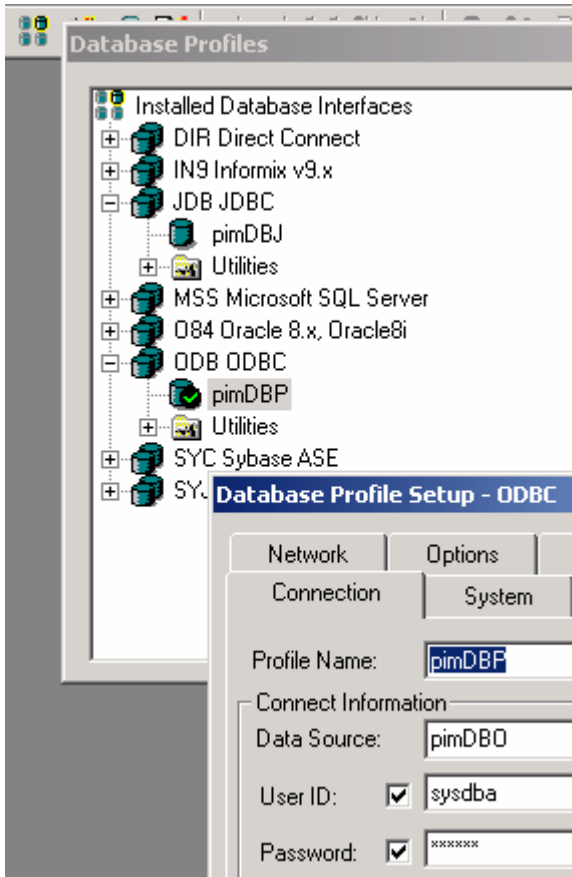 Database Profiles
Installed Database Interfaces
DIR Direct Connect
IN9 Informix v9.x
JDB JDBC
pimDBJ
Utilities
MSS Microsoft SQL Server
O84 Oracle 8.x, Oracle8i
ODB ODBC
pimDBP
Utilities
SYC Sybase ASE
SYJ
Database Profile Setup - ODBC
Network Options
Connection System
Profile Name: pimDBP
Connect Information
Data Source: pimDBO
User ID: sysdba
Password: ******